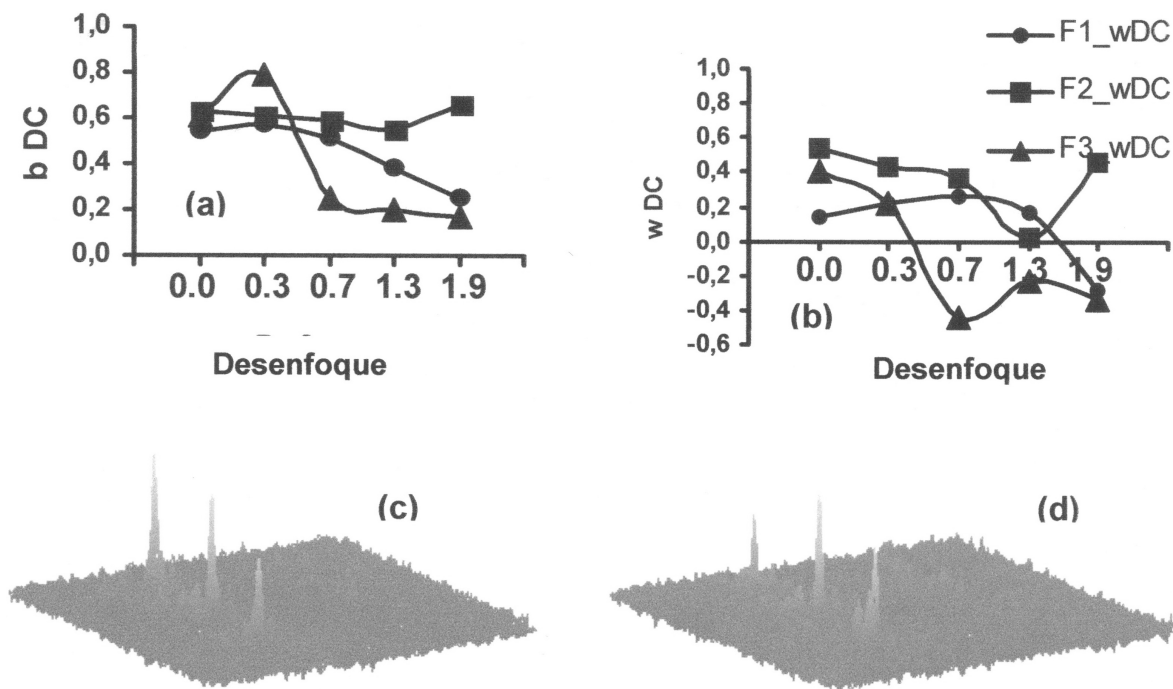 1,0
0,8
0,6
0,4
0,2
0,0
b DC
(a)
0.0 0.3 0.7 1.3 1.9
Desenfoque
F1_wDC
F2_wDC
F3_wDC
1,0
0,8
0,6
0,4
0,2
0,0
-0,2
-0,4
-0,6
w DC
0.0 0.3 0.7 1.3 1.9
(b)
Desenfoque
(c)
(d)